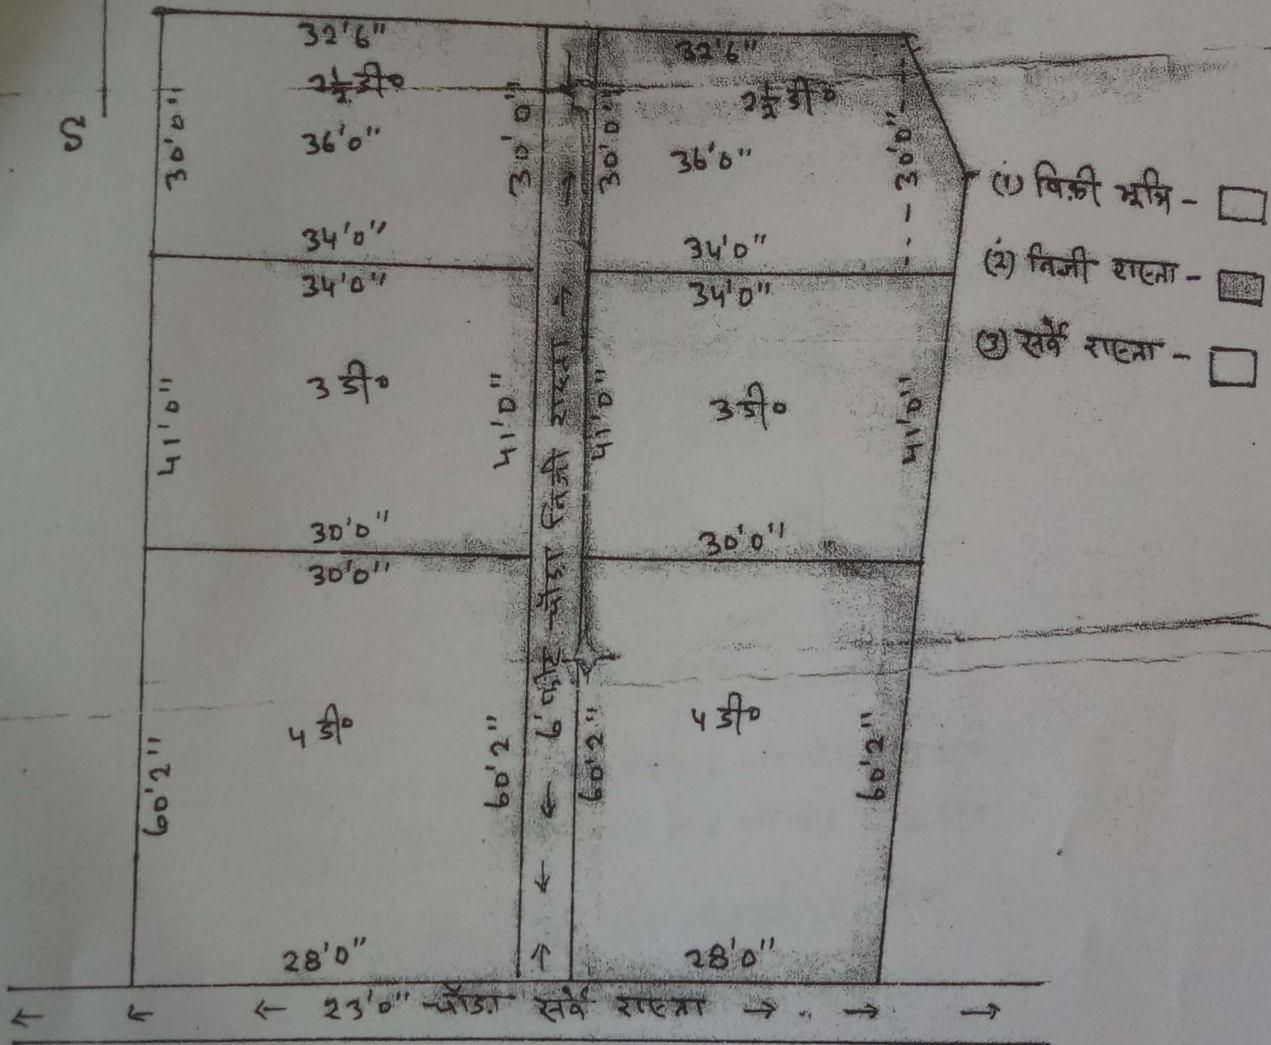 S
32'6"
2½ डी०
36'0"
30'0"
30'0"
34'0"
32'6"
2½ डी०
36'0"
30'0"
30'0"
34'0"
34'0"
3 डी०
41'0"
41'0"
30'0"
34'0"
3 डी०
41'0"
41'0"
30'0"
30'0"
4 डी०
60'2"
60'2"
28'0"
4 डी०
60'2"
60'2"
28'0"
6' फीट चौड़ा निजी रास्ता
← ← ← 23'0" चौड़ा सर्वे रास्ता → → →
(1) बिक्री भूमि -
(2) निजी रास्ता -
(3) सर्वे रास्ता -